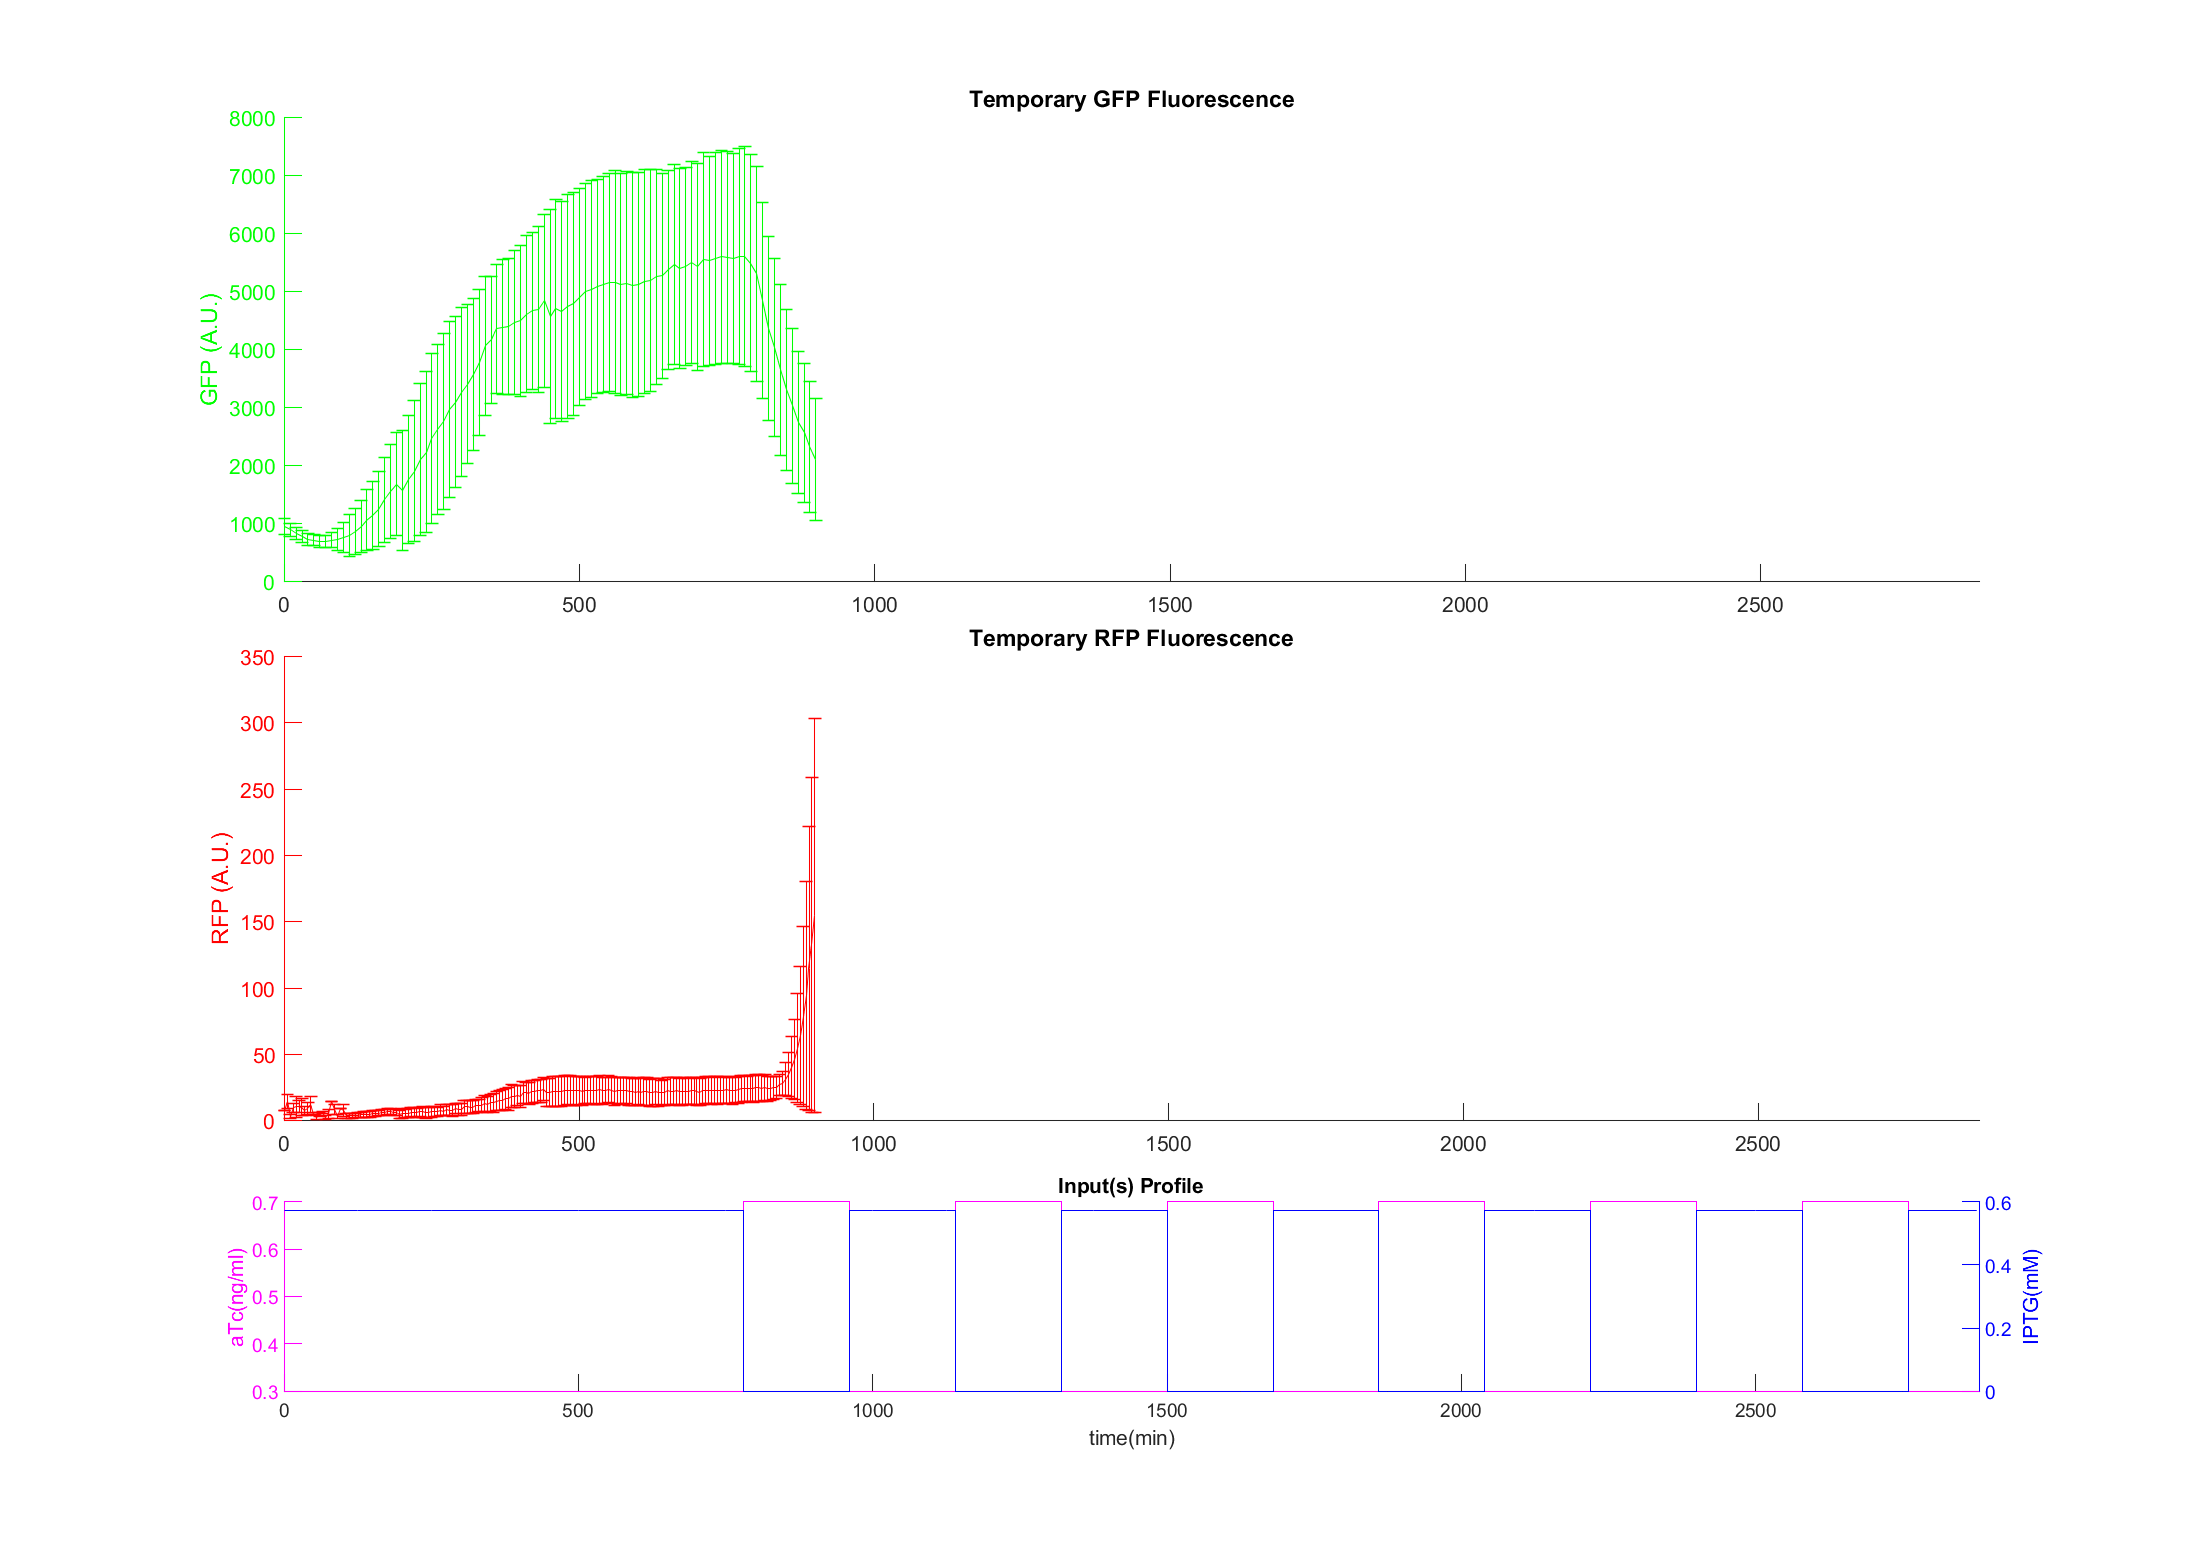 Temporary GFP Fluorescence
8000
7000
6000
5000
4000
3000
2000
1000
0
GFP (A.U.)
0 500 1000 1500 2000 2500
Temporary RFP Fluorescence
350
300
250
200
150
100
50
0
RFP (A.U.)
0 500 1000 1500 2000 2500
Input(s) Profile
0.7
0.6
0.5
0.4
0.3
aTc(ng/ml)
0.6
0.4
0.2
0
IPTG(mM)
0 500 1000 1500 2000 2500
time(min)